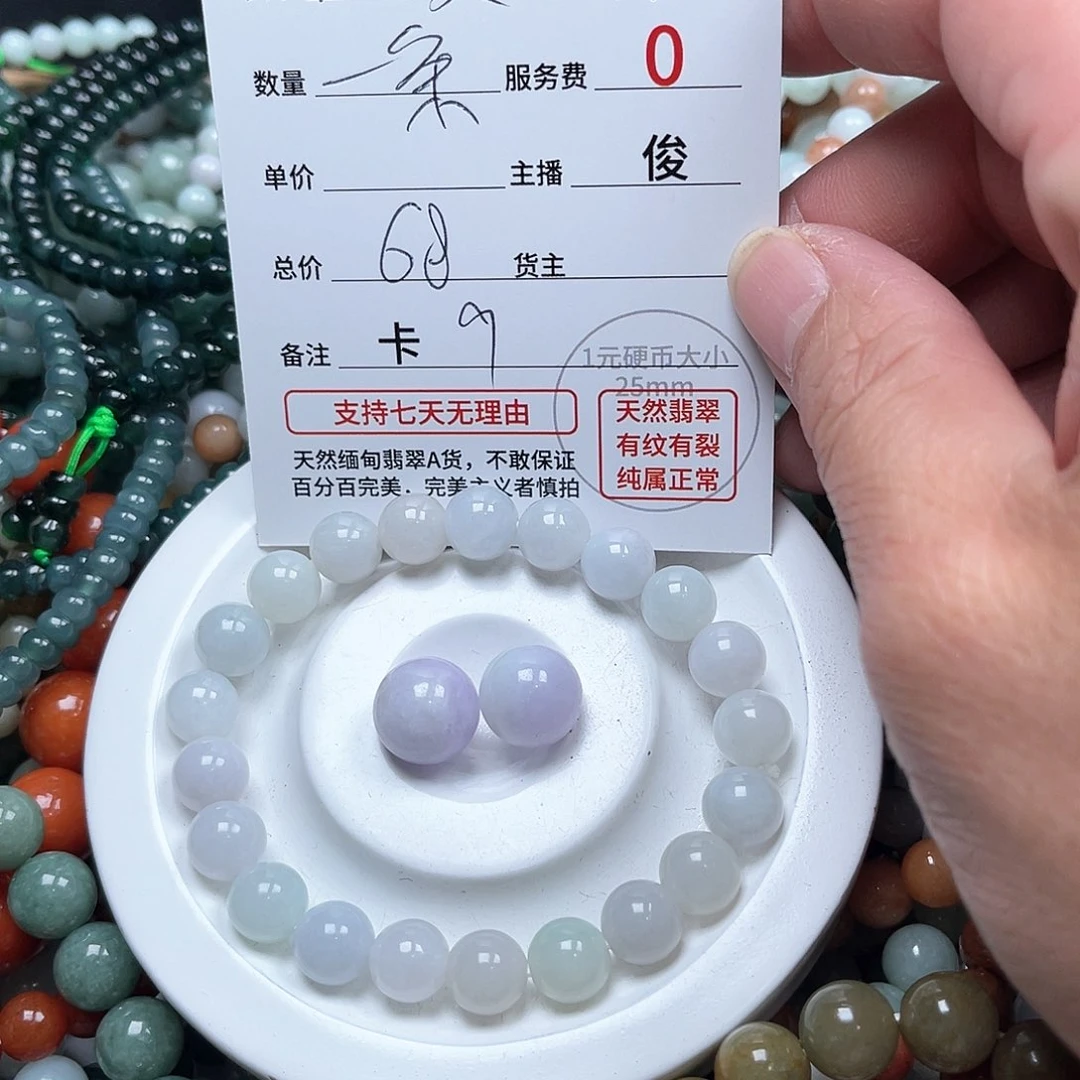 数量 一条 服务费 0
单价 主播 俊
总价 68 货主
备注 卡 9
1元硬币大小
25mm
支持七天无理由
天然翡翠
有纹有裂
纯属正常
天然缅甸翡翠A货，不敢保证
百分百完美，完美主义者慎拍